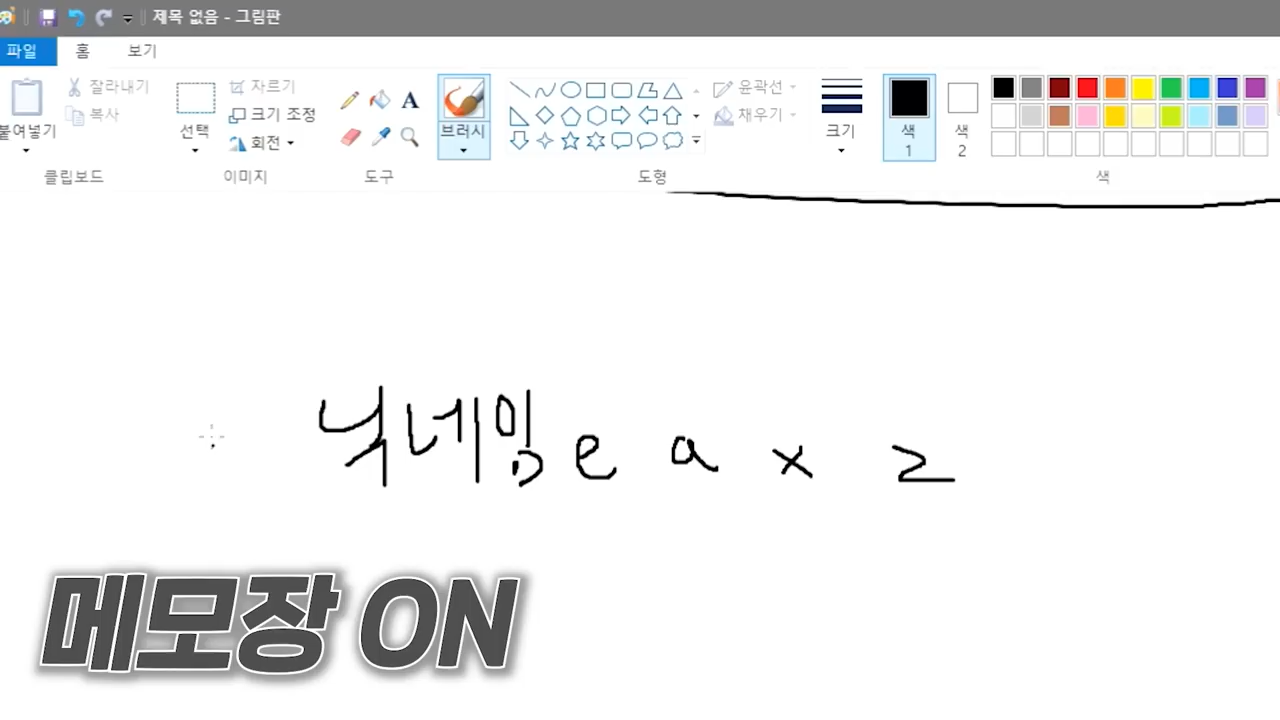 제목 없음 - 그림판
파일 홈 보기
붙여넣기
잘라내기
복사
클립보드
선택
자르기
크기 조정
회전
이미지
A
도구
브러시
도형
윤곽선
채우기
크기
색 1
색 2
색
닉네임 e a x 2
메모장 ON